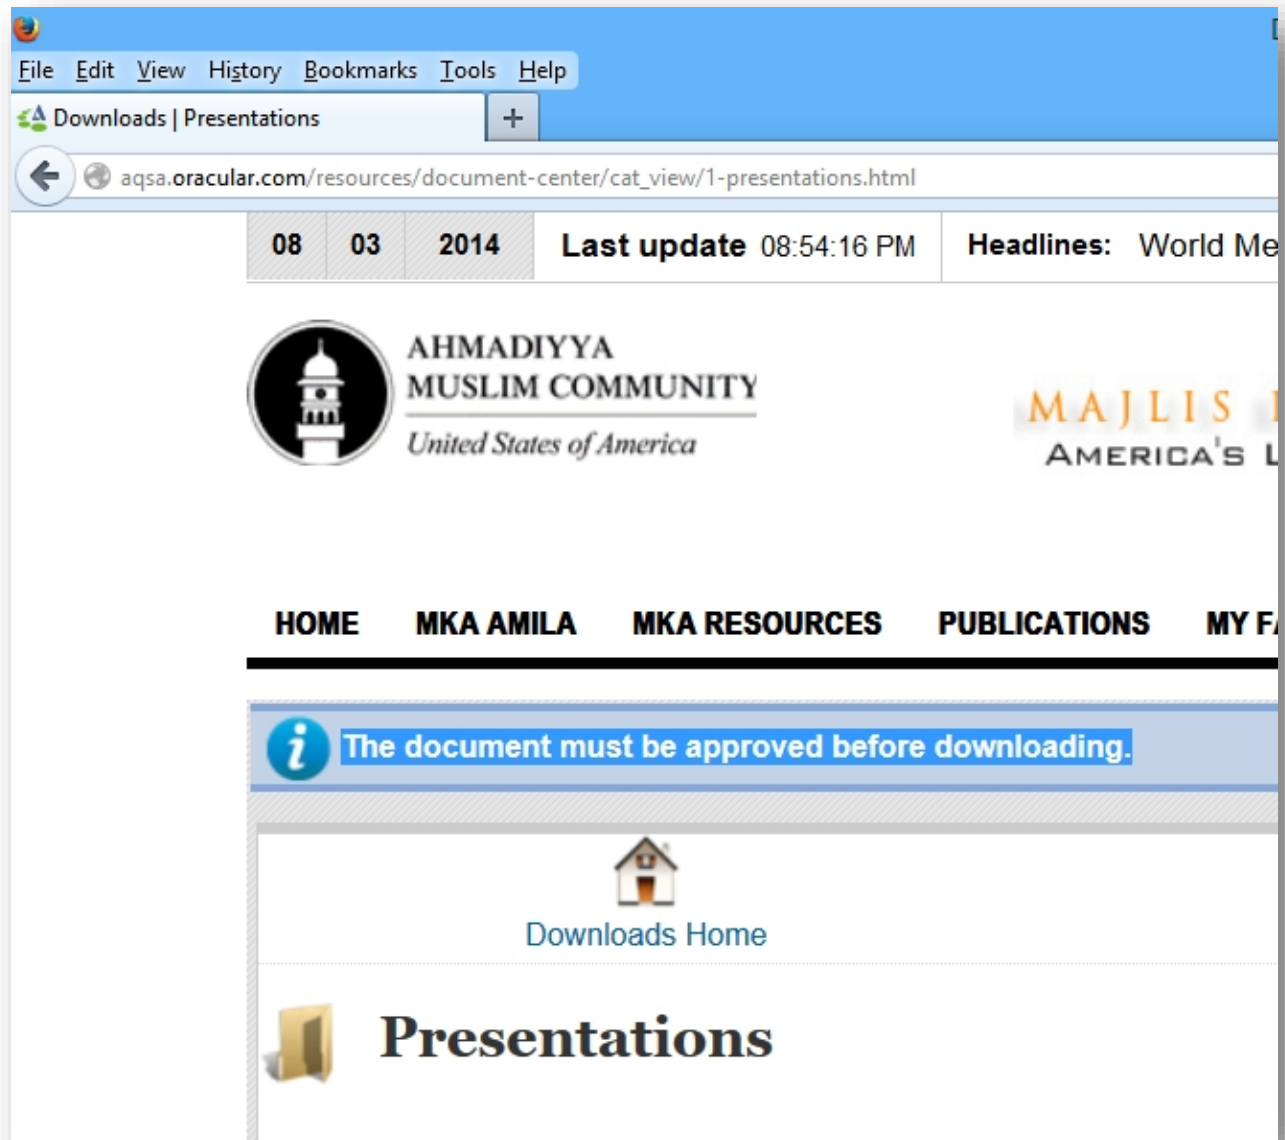 File Edit View History Bookmarks Tools Help
Downloads | Presentations
aqsa.oracular.com/resources/document-center/cat_view/1-presentations.html
08 03 2014 Last update 08:54:16 PM Headlines: World Me
AHMADIYYA
MUSLIM COMMUNITY
United States of America
MAJLIS
AMERICA'S L
HOME MKA AMILA MKA RESOURCES PUBLICATIONS MY FA
The document must be approved before downloading.
Downloads Home
Presentations